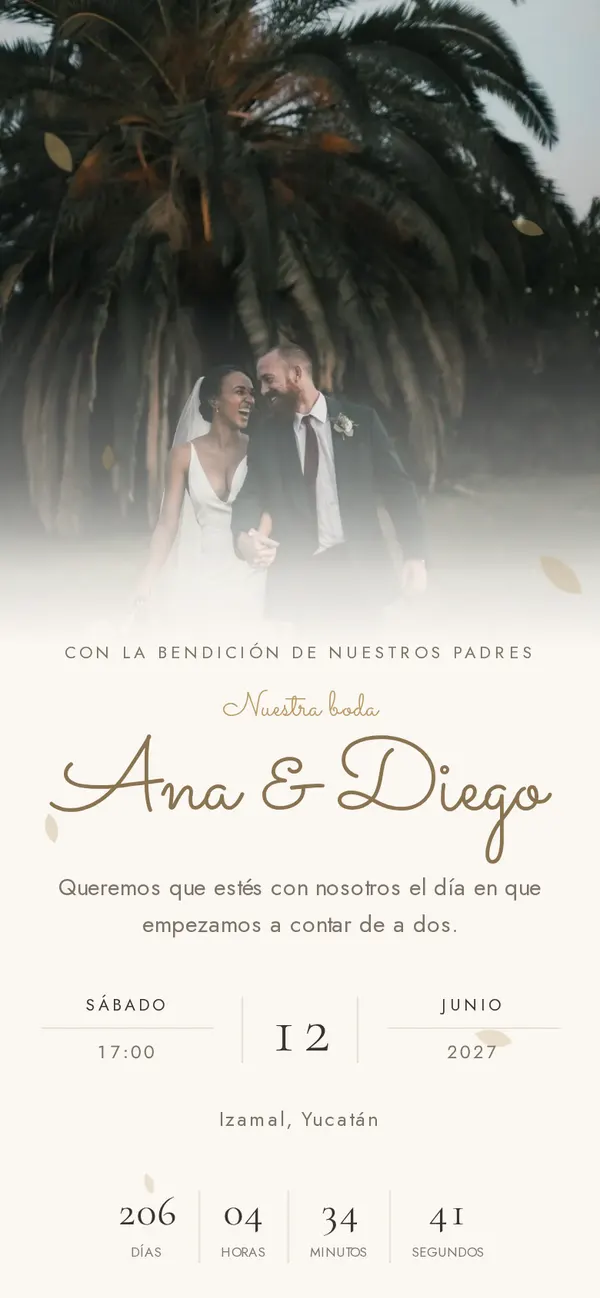 CON LA BENDICIÓN DE NUESTROS PADRES
Nuestra boda
Ana & Diego
Queremos que estés con nosotros el día en que
empezamos a contar de a dos.
SÁBADO
17:00
12
JUNIO
2027
Izamal, Yucatán
206
DÍAS
04
HORAS
34
MINUTOS
41
SEGUNDOS